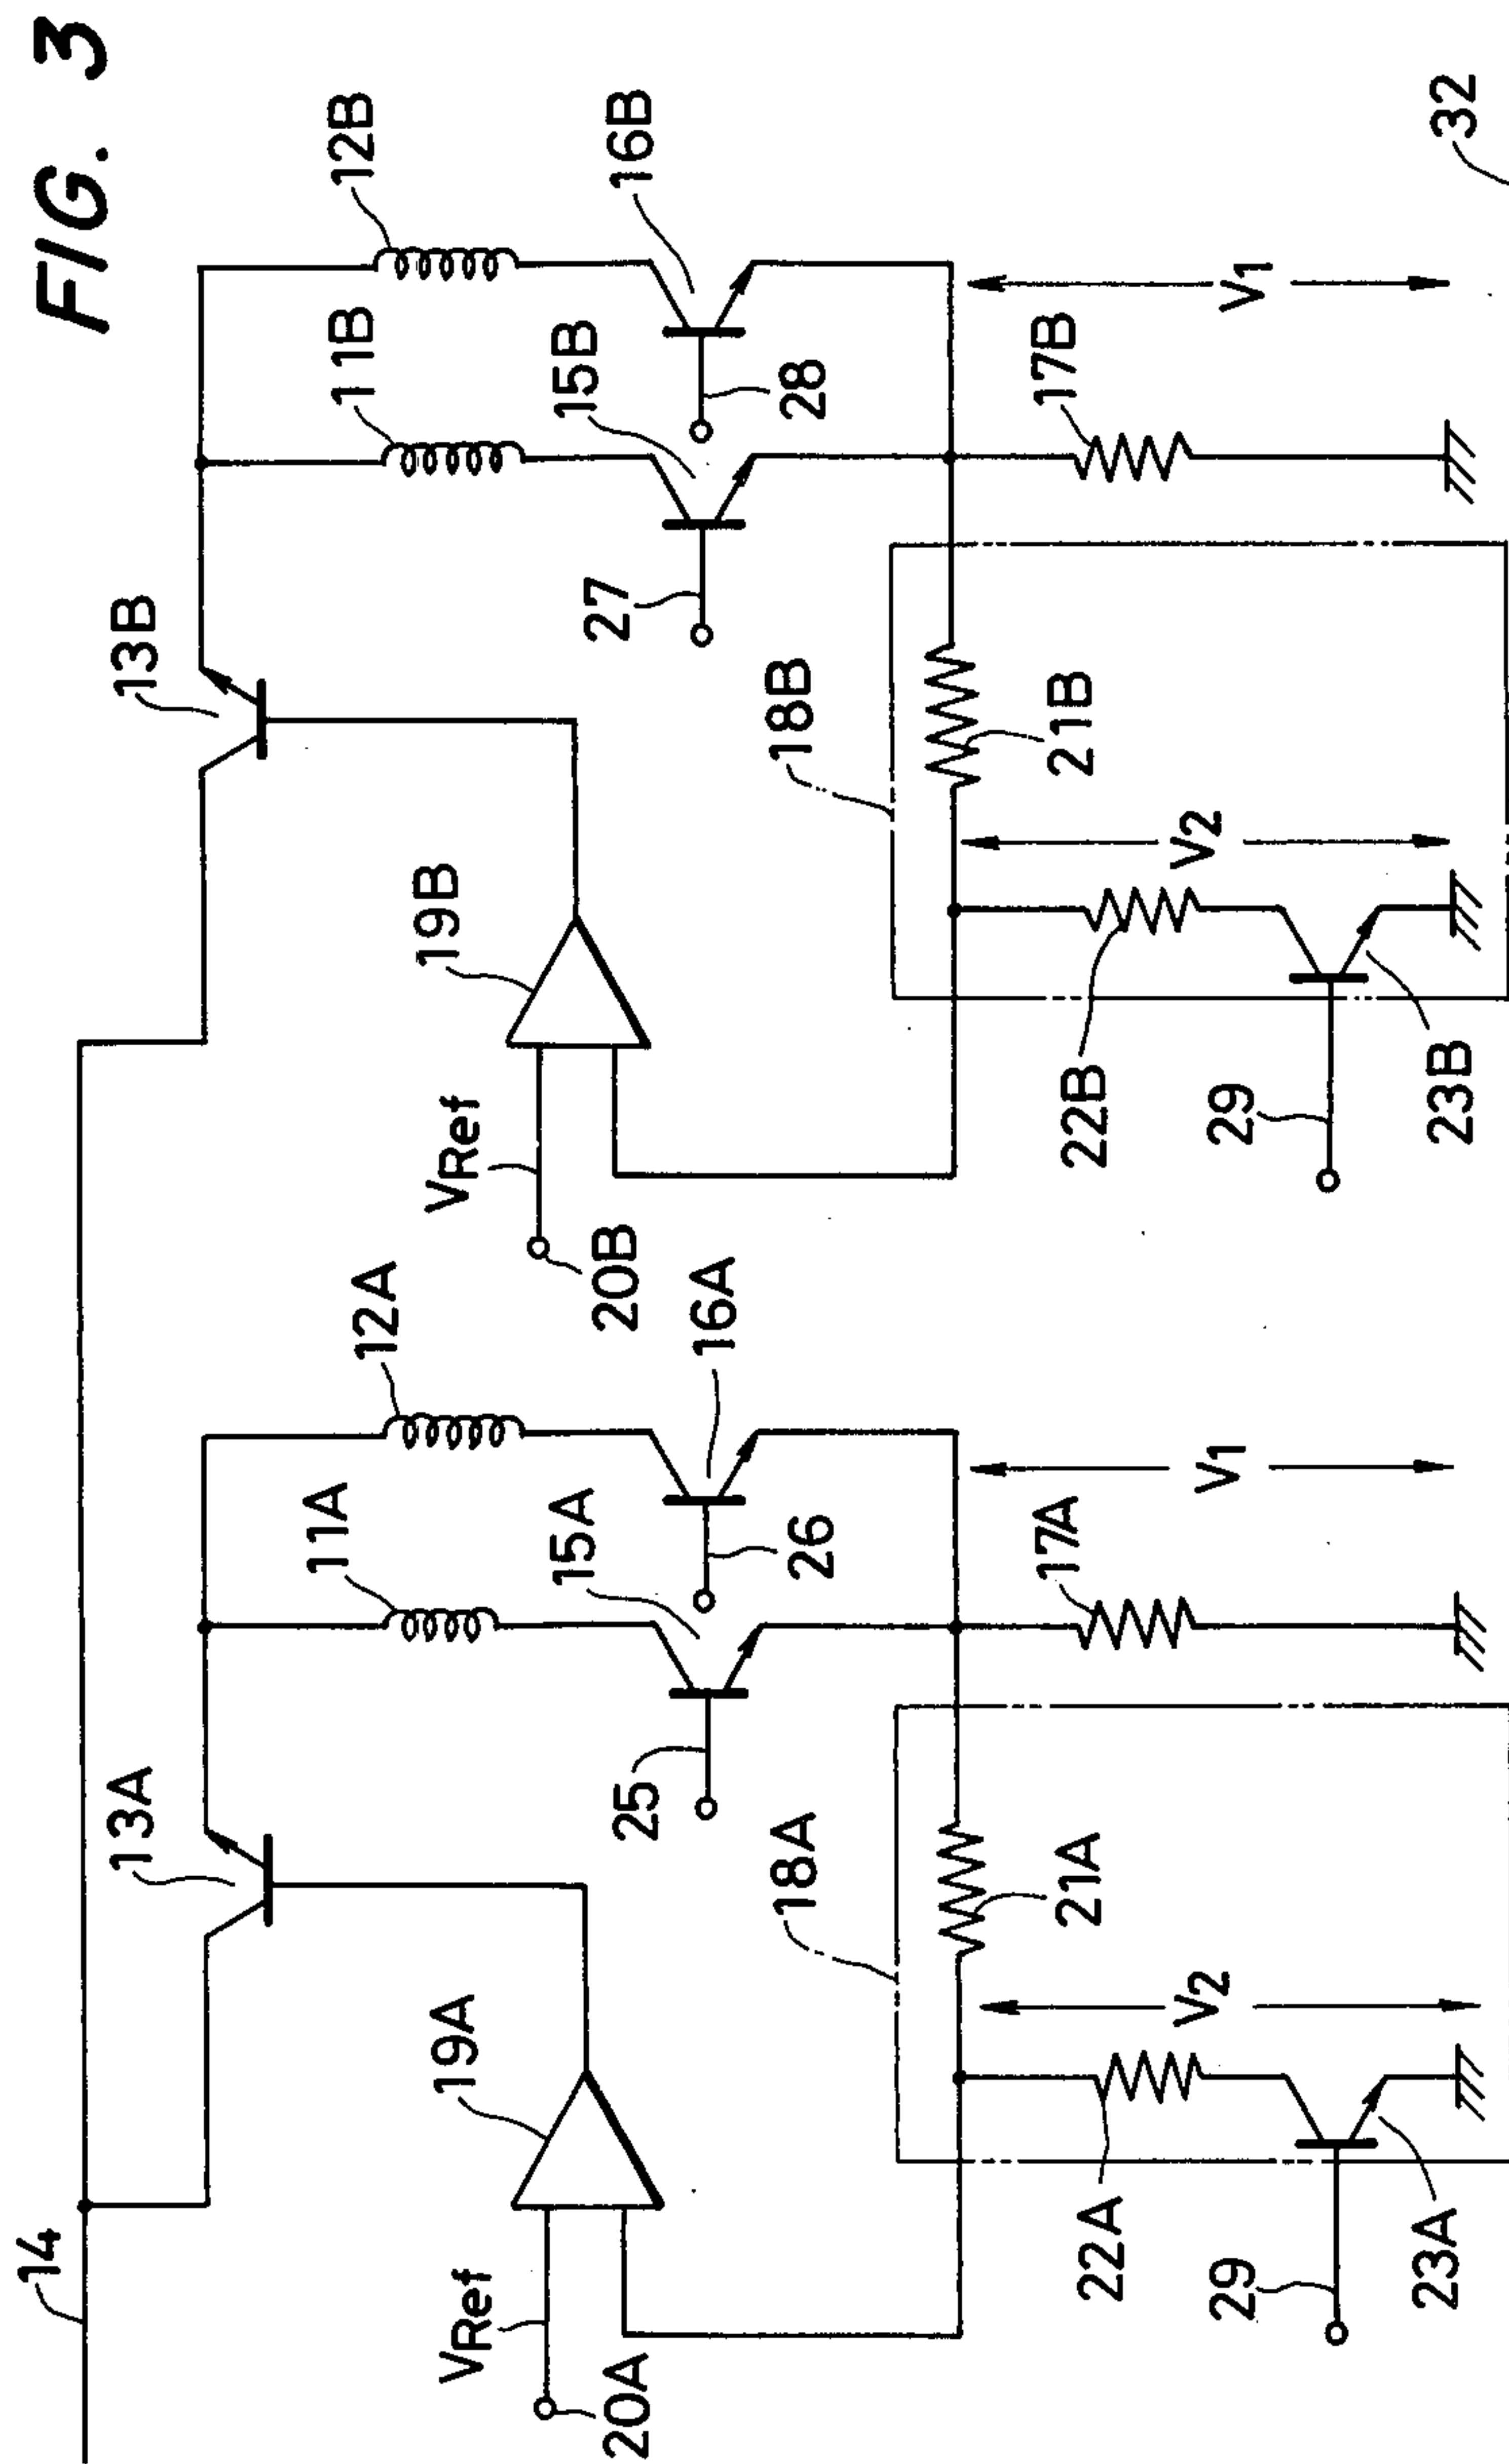 FIG. 3
14
13A
13B
12A
11A
12B
11B
19A
VRef
20A
15A
16A
25
26
19B
VRef
20B
15B
16B
27
28
18A
21A
17A
V1
V2
22A
29
23A
18B
21B
17B
V1
V2
22B
29
23B
32